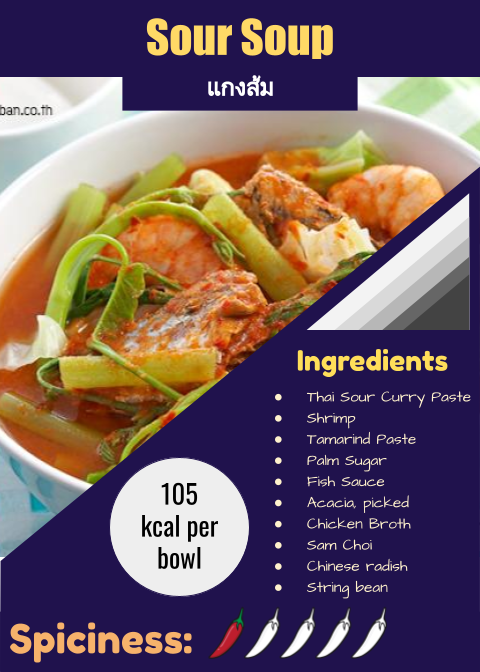 Sour Soup
แกงส้ม
ban.co.th
Ingredients
Thai Sour Curry Paste
Shrimp
Tamarind Paste
Palm Sugar
Fish Sauce
Acacia, picked
Chicken Broth
Sam Choi
Chinese radish
String bean
105
kcal per
bowl
Spiciness: